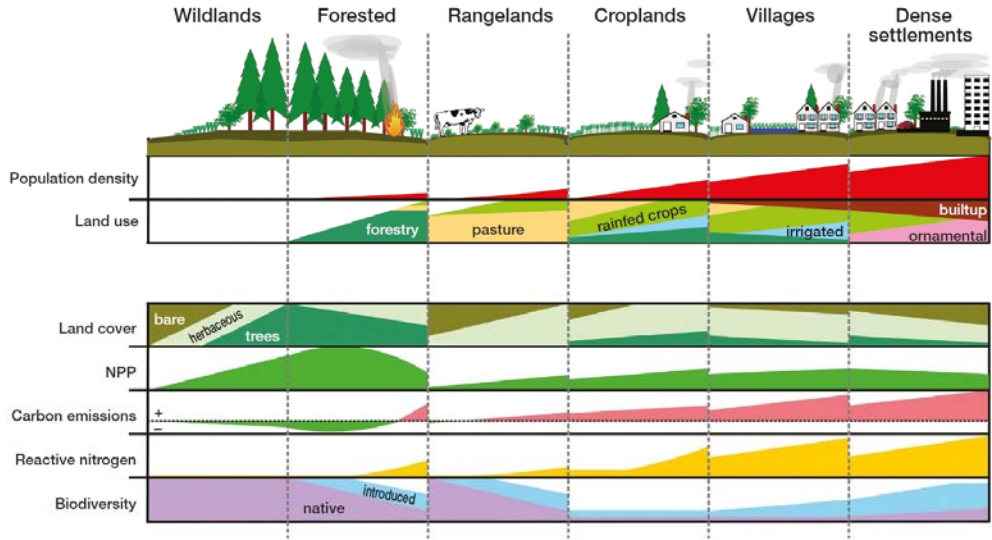 Wildlands Forested Rangelands Croplands Villages Dense settlements
Population density
Land use
forestry pasture rainfed crops irrigated builtup ornamental
Land cover
bare herbaceous trees
NPP
Carbon emissions
+
–
Reactive nitrogen
Biodiversity
native introduced